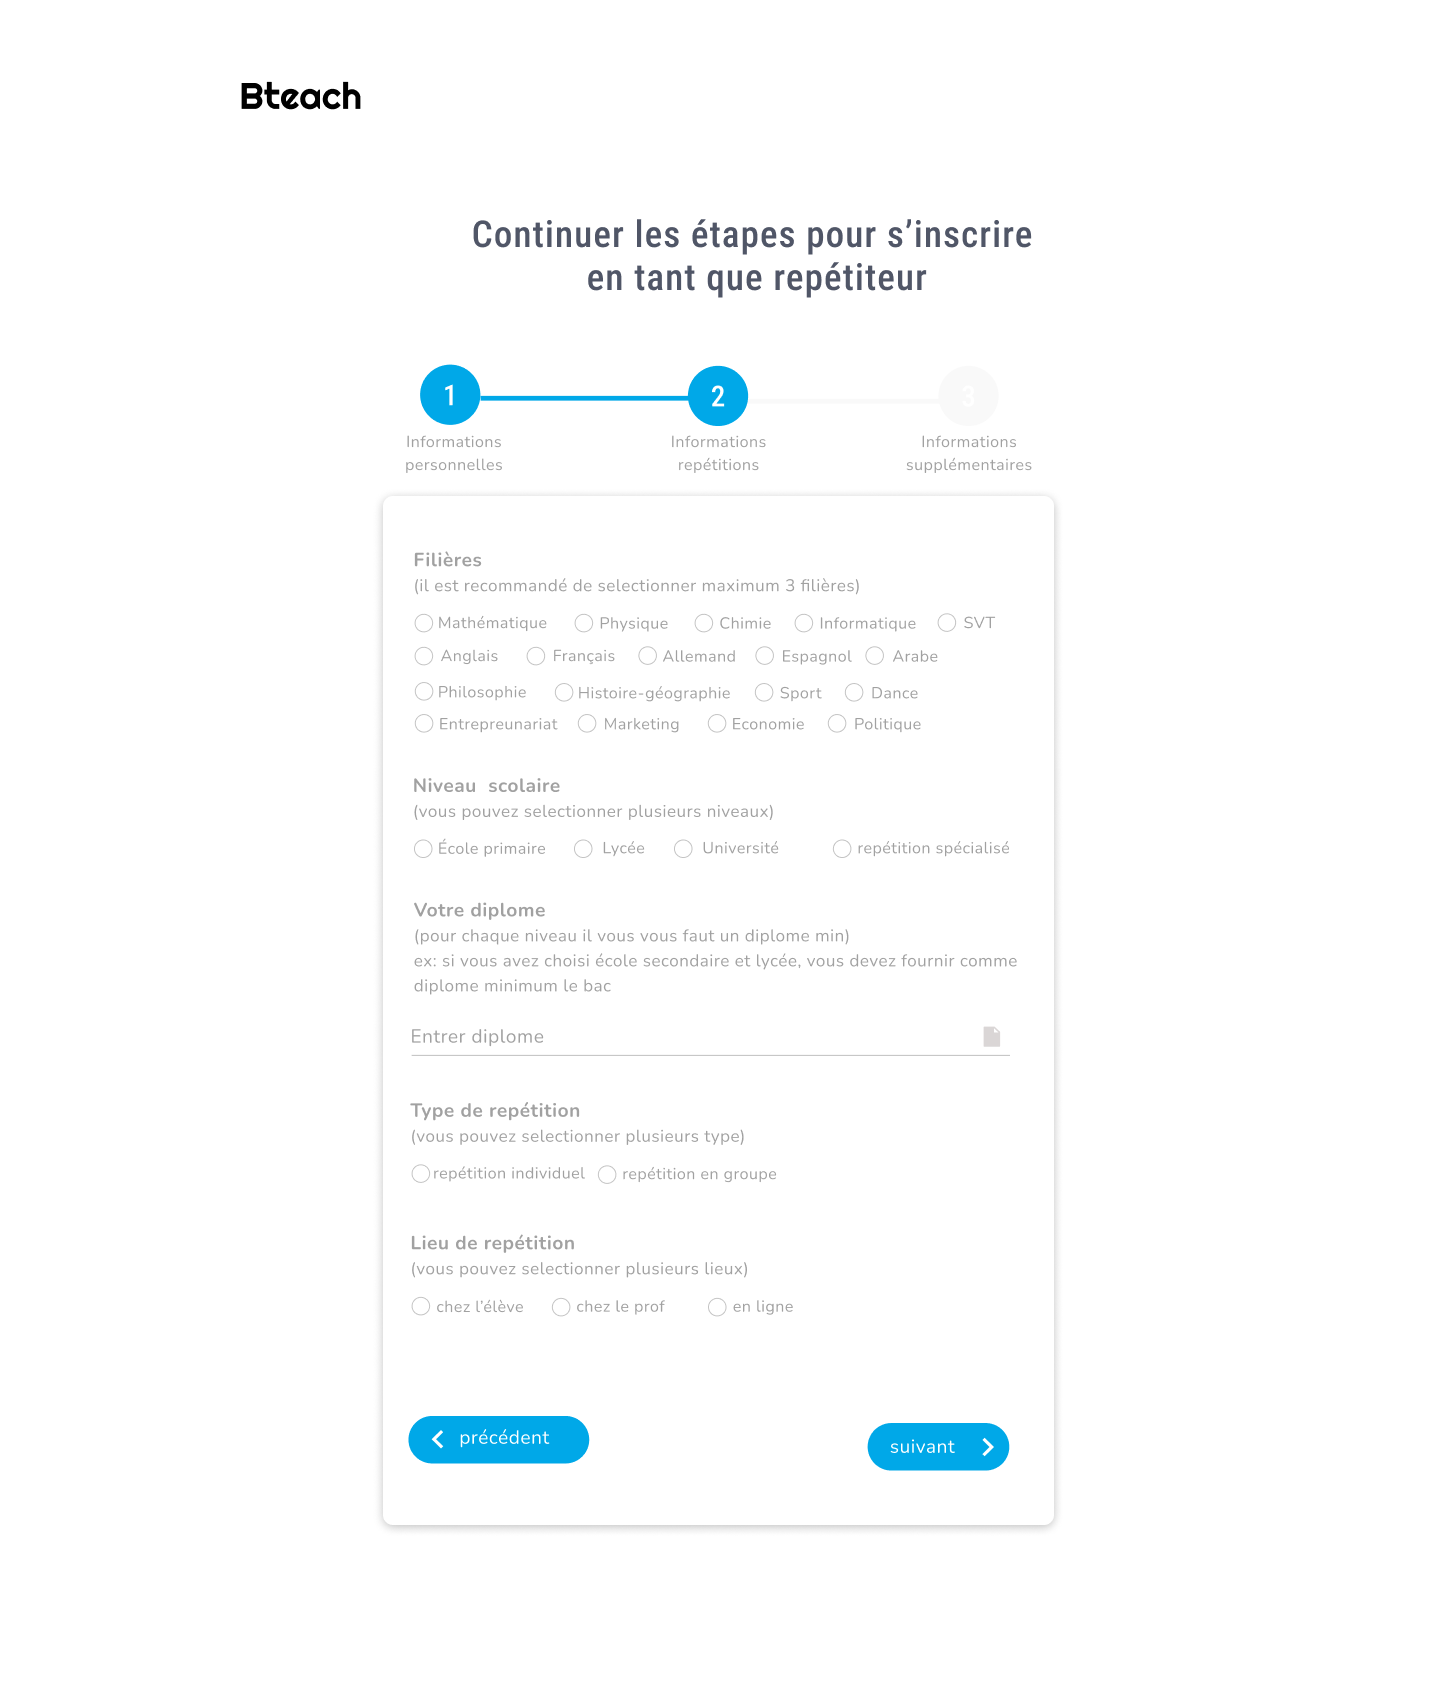 Bteach
Continuer les étapes pour s’inscrire
en tant que repétiteur
1 2 3
Informations Informations Informations
personnelles repétitions supplémentaires
Filières
(il est recommandé de selectionner maximum 3 filières)
Mathématique Physique Chimie Informatique SVT
Anglais Français Allemand Espagnol Arabe
Philosophie Histoire-géographie Sport Dance
Entrepreunariat Marketing Economie Politique
Niveau scolaire
(vous pouvez selectionner plusieurs niveaux)
École primaire Lycée Université repétition spécialisé
Votre diplome
(pour chaque niveau il vous vous faut un diplome min)
ex: si vous avez choisi école secondaire et lycée, vous devez fournir comme
diplome minimum le bac
Entrer diplome
Type de repétition
(vous pouvez selectionner plusieurs type)
repétition individuel repétition en groupe
Lieu de repétition
(vous pouvez selectionner plusieurs lieux)
chez l’élève chez le prof en ligne
précédent suivant